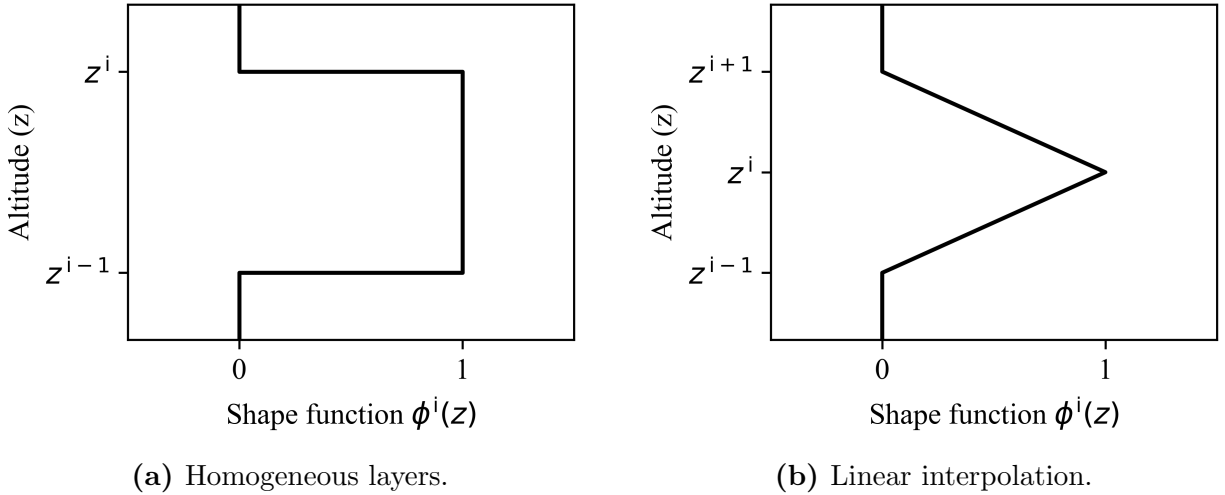 z^i
z^{i-1}
Altitude (z)
0
1
Shape function ϕ^i(z)
(a) Homogeneous layers.
z^{i+1}
z^i
z^{i-1}
Altitude (z)
0
1
Shape function ϕ^i(z)
(b) Linear interpolation.